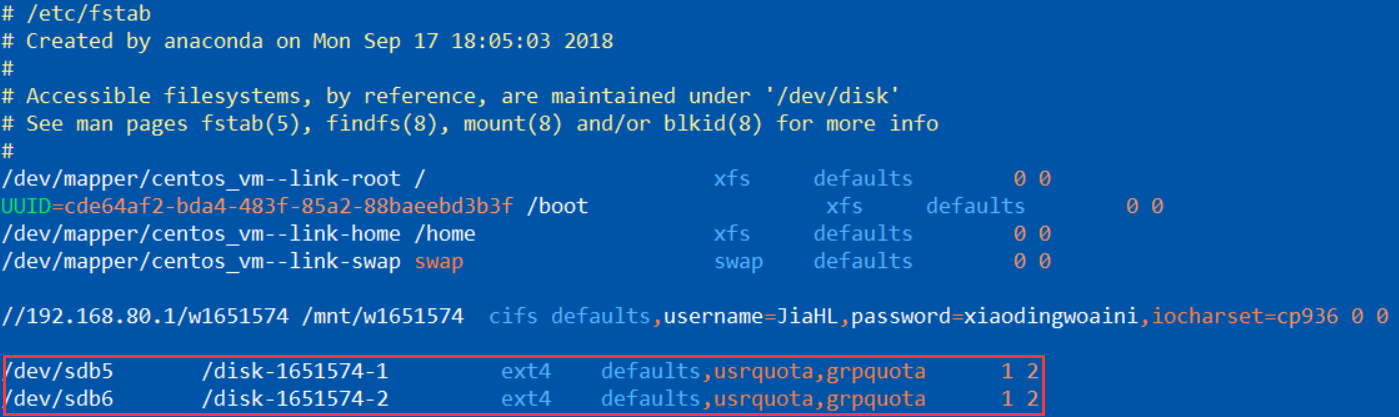 # /etc/fstab
# Created by anaconda on Mon Sep 17 18:05:03 2018
#
# Accessible filesystems, by reference, are maintained under '/dev/disk'
# See man pages fstab(5), findfs(8), mount(8) and/or blkid(8) for more info
#
/dev/mapper/centos_vm--link-root / xfs defaults 0 0
UUID=cde64af2-bda4-483f-85a2-88baeebd3b3f /boot xfs defaults 0 0
/dev/mapper/centos_vm--link-home /home xfs defaults 0 0
/dev/mapper/centos_vm--link-swap swap swap defaults 0 0
//192.168.80.1/w1651574 /mnt/w1651574 cifs defaults,username=JiaHL,password=xiaodingwoaini,iocharset=cp936 0 0
/dev/sdb5 /disk-1651574-1 ext4 defaults,usrquota,grpquota 1 2
/dev/sdb6 /disk-1651574-2 ext4 defaults,usrquota,grpquota 1 2